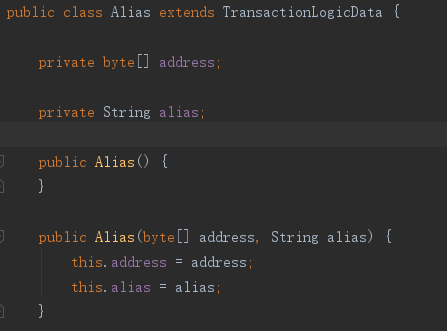 public class Alias extends TransactionLogicData {
private byte[] address;
private String alias;
public Alias() {
}
public Alias(byte[] address, String alias) {
this.address = address;
this.alias = alias;
}